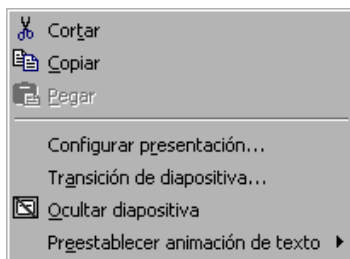 Cortar
Copiar
Pegar
Configurar presentación...
Transición de diapositiva...
Ocultar diapositiva
Preestablecer animación de texto